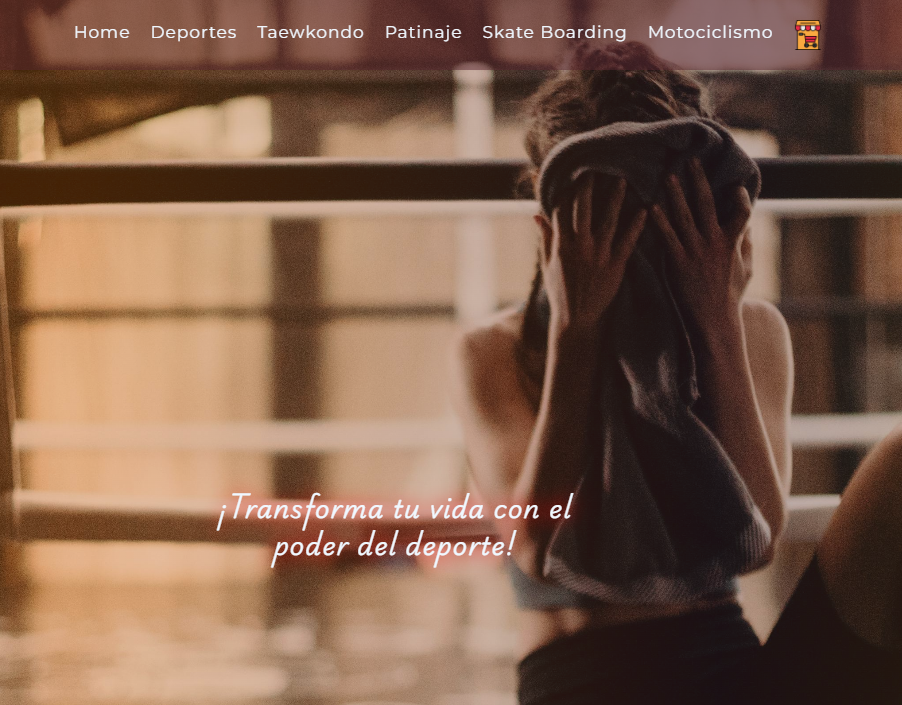 Home Deportes Taewkondo Patinaje Skate Boarding Motociclismo
¡Transforma tu vida con el
poder del deporte!